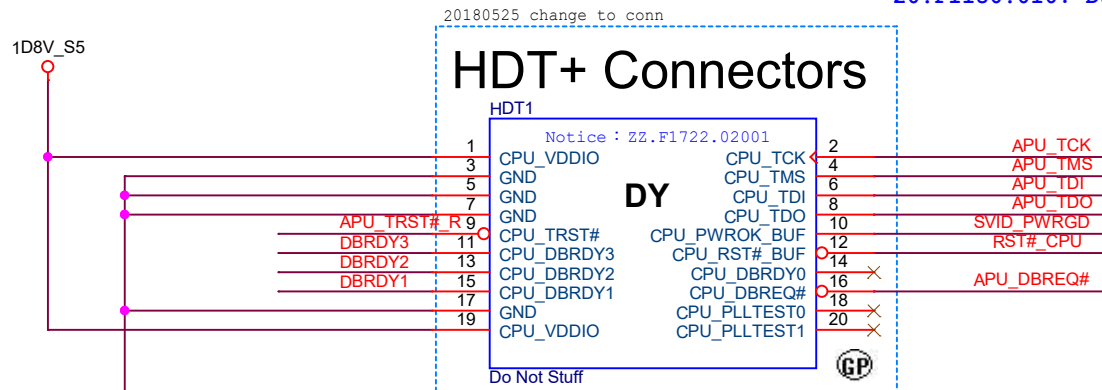 20180525 change to conn
1D8V_S5
HDT+ Connectors
HDT1
Notice : ZZ.F1722.02001
DY
1 CPU_VDDIO CPU_TCK 2 APU_TCK
3 GND CPU_TMS 4 APU_TMS
5 GND CPU_TDI 6 APU_TDI
7 GND CPU_TDO 8 APU_TDO
APU_TRST#_R 9 CPU_TRST# CPU_PWROK_BUF 10 SVID_PWRGD
DBRDY3 11 CPU_DBRDY3 CPU_RST#_BUF 12 RST#_CPU
DBRDY2 13 CPU_DBRDY2 CPU_DBRDY0 14
DBRDY1 15 CPU_DBRDY1 CPU_DBREQ# 16 APU_DBREQ#
17 GND CPU_PLLTEST0 18
19 CPU_VDDIO CPU_PLLTEST1 20
GP
Do Not Stuff